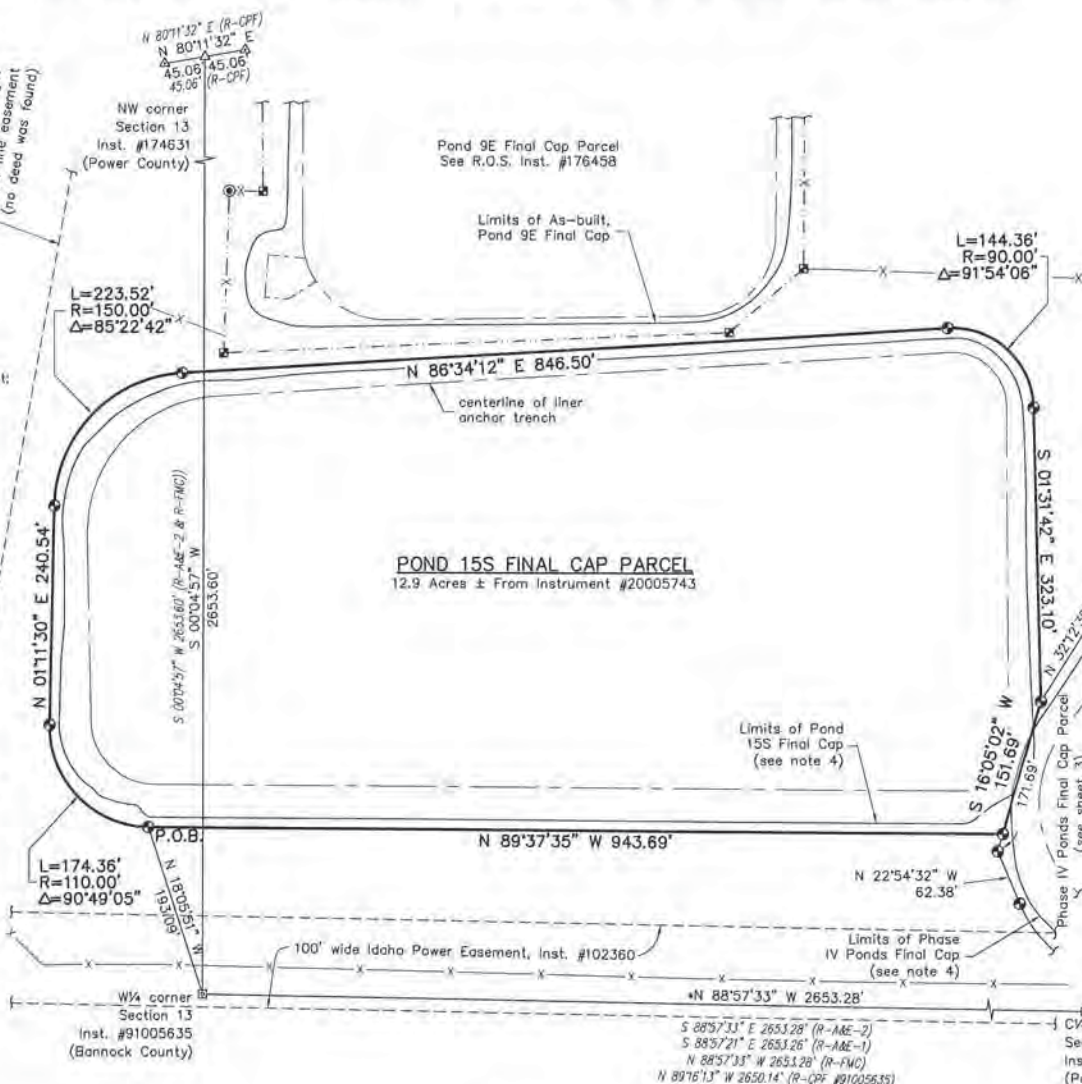 N 80°11'32" E (R-CPF)
N 80°11'32" E
45.06' 45.06'
45.06' (R-CPF)
easement
(no deed was found)
NW corner
Section 13
Inst. #174631
(Power County)
Pond 9E Final Cap Parcel
See R.O.S. Inst. #176458
Limits of As-built,
Pond 9E Final Cap
L=144.36'
R=90.00'
Δ=91°54'06"
X
X
X
X
X
L=223.52'
R=150.00'
Δ=85°22'42"
N 86°34'12" E 846.50'
centerline of liner
anchor trench
S 01°31'42" E 323.10'
N 01°11'30" E 240.54'
S 00°04'57" W 2653.60' (R-A&E-2 & R-FMC))
S 00°04'57" W
2653.60'
POND 15S FINAL CAP PARCEL
12.9 Acres ± From Instrument #20005743
Limits of Pond
15S Final Cap
(see note 4)
S 16°05'02" W
151.69'
171.69'
Phase IV Ponds Final Cap Parcel
(see sheet 3)
P.O.B.
N 89°37'35" W 943.69'
L=174.36'
R=110.00'
Δ=90°49'05"
N 18°05'51" W
193.09'
N 22°54'32" W
62.38'
Limits of Phase
IV Ponds Final Cap
(see note 4)
100' wide Idaho Power Easement, Inst. #102360
W¼ corner
Section 13
Inst. #91005635
(Bannock County)
*N 88°57'33" W 2653.28'
S 88°57'33" E 2653.28' (R-A&E-2)
S 88°57'21" E 2653.26' (R-A&E-1)
N 88°57'33" W 2653.28' (R-FMC)
N 89°16'13" W 2650.14' (R-CPF #91005635)